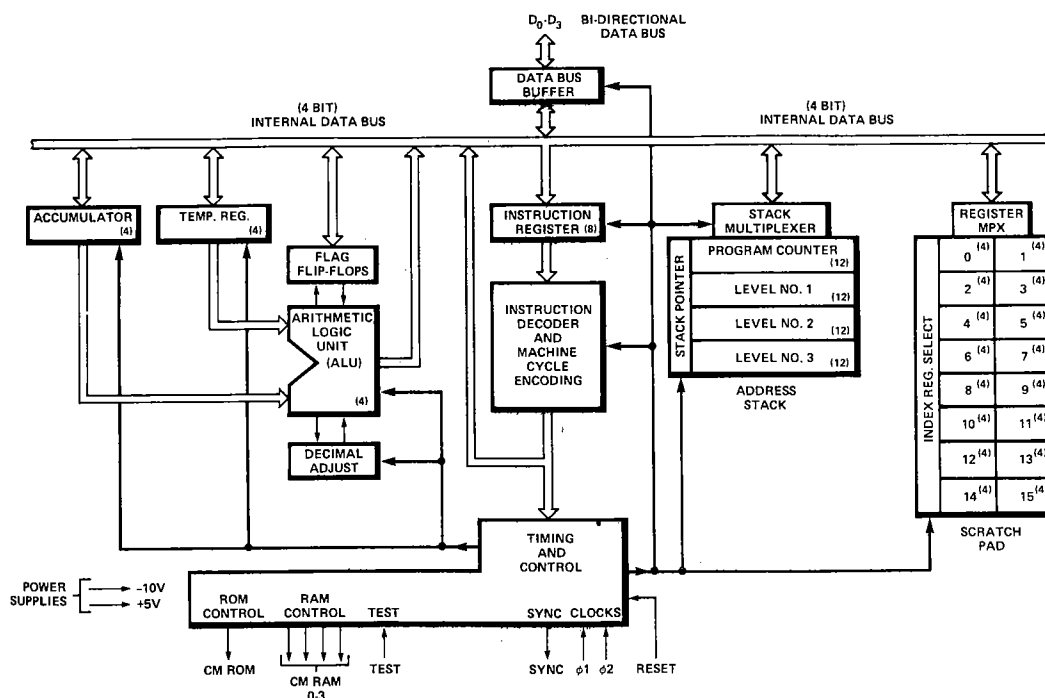 D0-D3 BI-DIRECTIONAL
DATA BUS
DATA BUS
BUFFER
(4 BIT)
INTERNAL DATA BUS
(4 BIT)
INTERNAL DATA BUS
ACCUMULATOR
(4)
TEMP. REG.
(4)
FLAG
FLIP-FLOPS
ARITHMETIC
LOGIC
UNIT
(ALU)
(4)
DECIMAL
ADJUST
INSTRUCTION
REGISTER (8)
INSTRUCTION
DECODER
AND
MACHINE
CYCLE
ENCODING
STACK
MULTIPLEXER
STACK POINTER
PROGRAM COUNTER
(12)
LEVEL NO. 1
(12)
LEVEL NO. 2
(12)
LEVEL NO. 3
(12)
ADDRESS
STACK
REGISTER
MPX
INDEX REG. SELECT
0 (4) 1 (4)
2 (4) 3 (4)
4 (4) 5 (4)
6 (4) 7 (4)
8 (4) 9 (4)
10 (4) 11 (4)
12 (4) 13 (4)
14 (4) 15 (4)
SCRATCH
PAD
TIMING
AND
CONTROL
POWER
SUPPLIES
-10V
+5V
ROM
CONTROL
RAM
CONTROL
TEST
SYNC
CLOCKS
CM ROM
CM RAM
0-3
TEST
SYNC
φ1
φ2
RESET